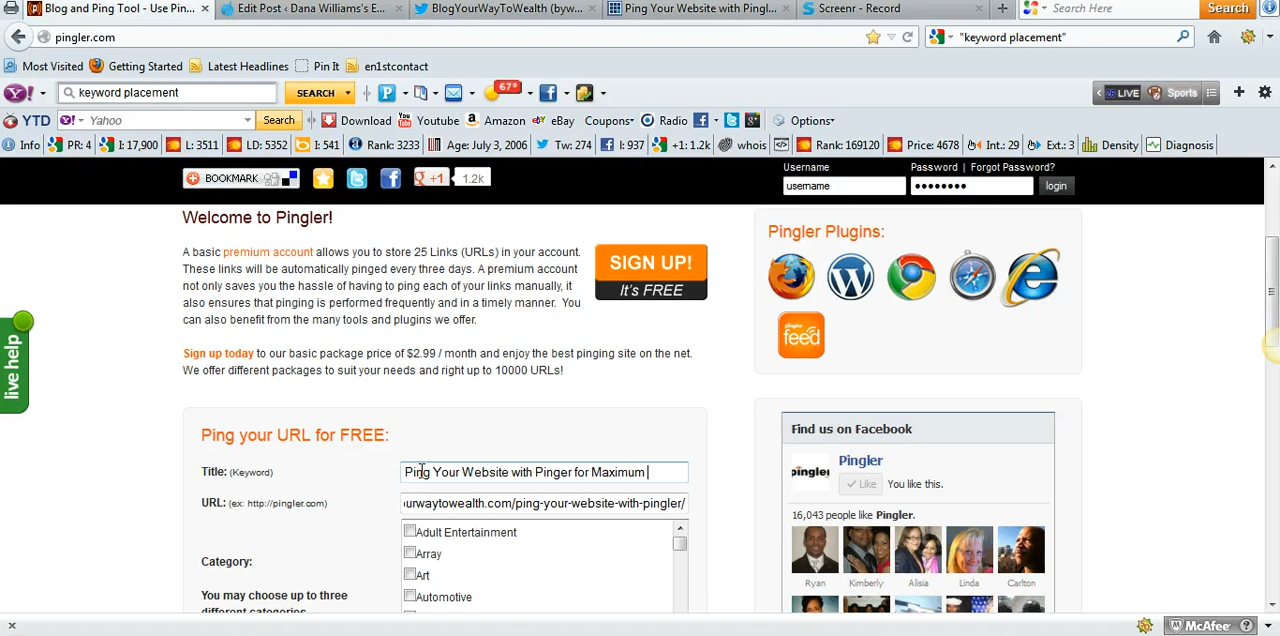 Blog and Ping Tool - Use Pin... × Edit Post ‹ Dana Williams's E... × BlogYourWayToWealth (byw... × Ping Your Website with Pingl... × Screenr - Record × + Search Here Search
pingler.com "keyword placement"
Most Visited Getting Started Latest Headlines Pin It en1stcontact
Y! keyword placement SEARCH 67° LIVE Sports
YTD Yahoo Search Download Youtube Amazon eBay Coupons Radio Options
Info PR: 4 I: 17,900 L: 3511 LD: 5352 I: 541 Rank: 3233 Age: July 3, 2006 Tw: 274 I: 937 +1: 1.2k whois Rank: 169120 Price: 4678 Int.: 29 Ext.: 3 Density Diagnosis
Username Password | Forgot Password?
BOOKMARK +1 1.2k username •••••••• login
Welcome to Pingler!
A basic premium account allows you to store 25 Links (URLs) in your account.
These links will be automatically pinged every three days. A premium account
not only saves you the hassle of having to ping each of your links manually, it
also ensures that pinging is performed frequently and in a timely manner. You
can also benefit from the many tools and plugins we offer.
SIGN UP!
It's FREE
Sign up today to our basic package price of $2.99 / month and enjoy the best pinging site on the net.
We offer different packages to suit your needs and right up to 10000 URLs!
Pingler Plugins:
pingler
feed
live help
Ping your URL for FREE:
Title: (Keyword) Ping Your Website with Pinger for Maximum
URL: (ex: http://pingler.com) urwaytowealth.com/ping-your-website-with-pingler/
Category:
You may choose up to three
different categories
Adult Entertainment
Array
Art
Automotive
Find us on Facebook
pingler Pingler
Like You like this.
16,043 people like Pingler.
Ryan Kimberly Alisia Linda Carlton
× McAfee